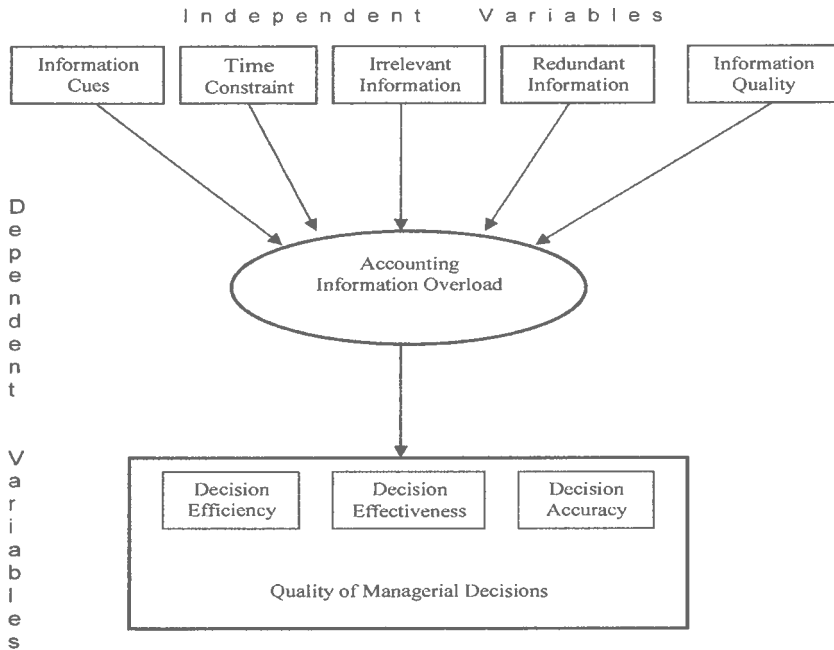 Independent Variables
Information
Cues
Time
Constraint
Irrelevant
Information
Redundant
Information
Information
Quality
Dependent Variables
Accounting
Information Overload
Decision
Efficiency
Decision
Effectiveness
Decision
Accuracy
Quality of Managerial Decisions